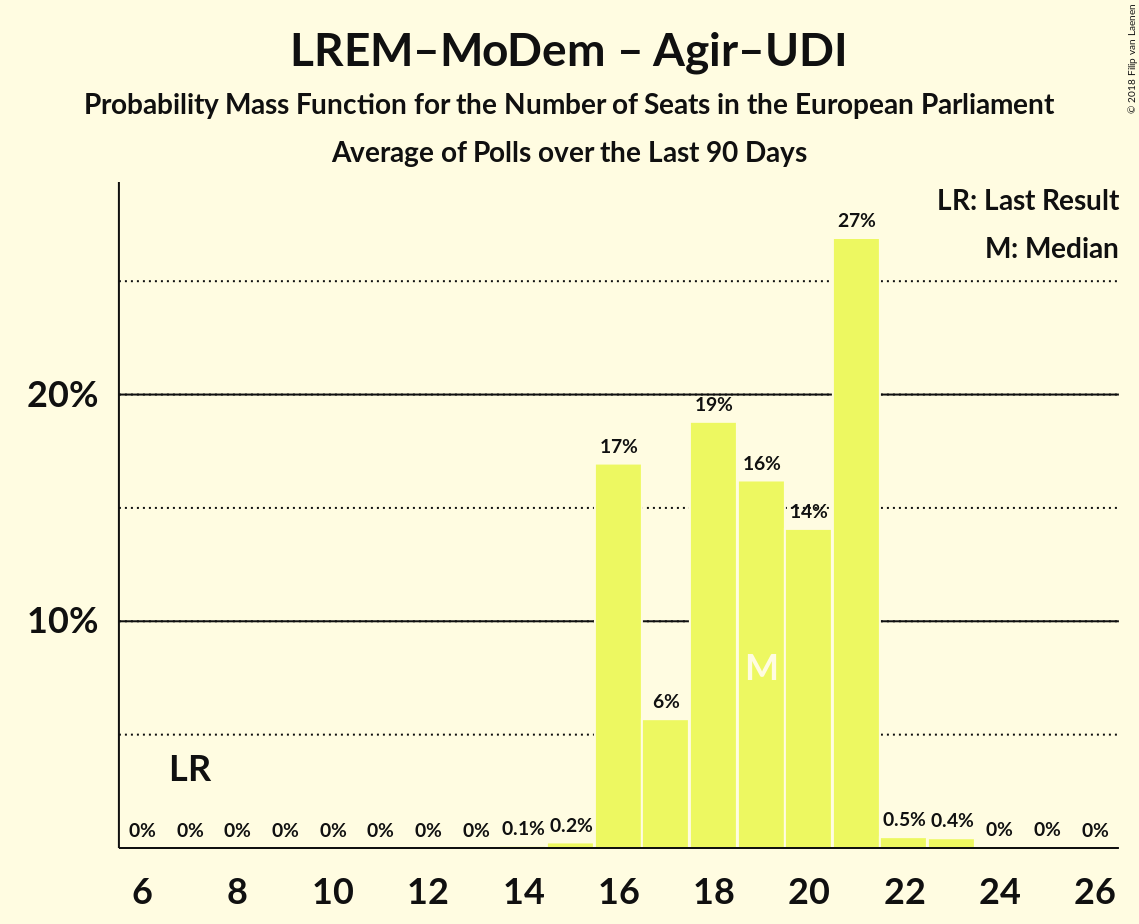 LREM–MoDem – Agir–UDI
Probability Mass Function for the Number of Seats in the European Parliament
Average of Polls over the Last 90 Days
© 2018 Filip van Laenen
LR: Last Result
M: Median
27%
20%
19%
17%
16%
14%
10%
6%
M
LR
0% 0% 0% 0% 0% 0% 0% 0% 0.1% 0.2% 0.5% 0.4% 0% 0% 0%
6 8 10 12 14 16 18 20 22 24 26